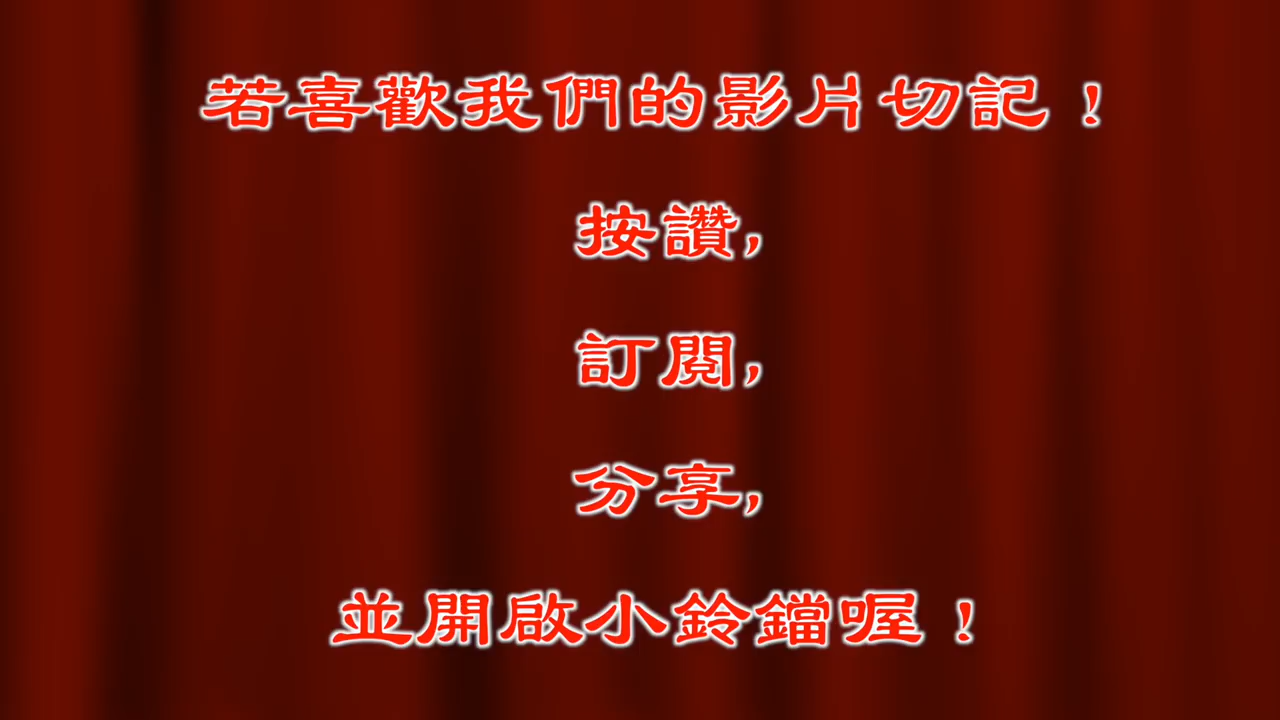 若喜歡我們的影片切記！
按讚,
訂閱,
分享,
並開啟小鈴鐺喔！